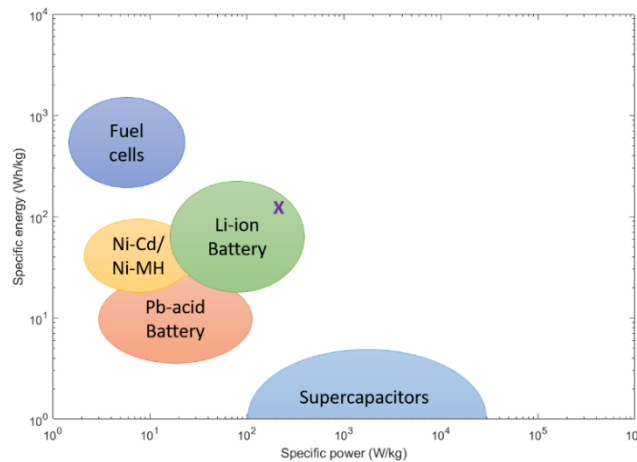 Specific energy (Wh/kg)
10⁴
10³
10²
10¹
10⁰
Fuel
cells
X
Li-ion
Battery
Ni-Cd/
Ni-MH
Pb-acid
Battery
Supercapacitors
10⁰ 10¹ 10² 10³ 10⁴ 10⁵
Specific power (W/kg)